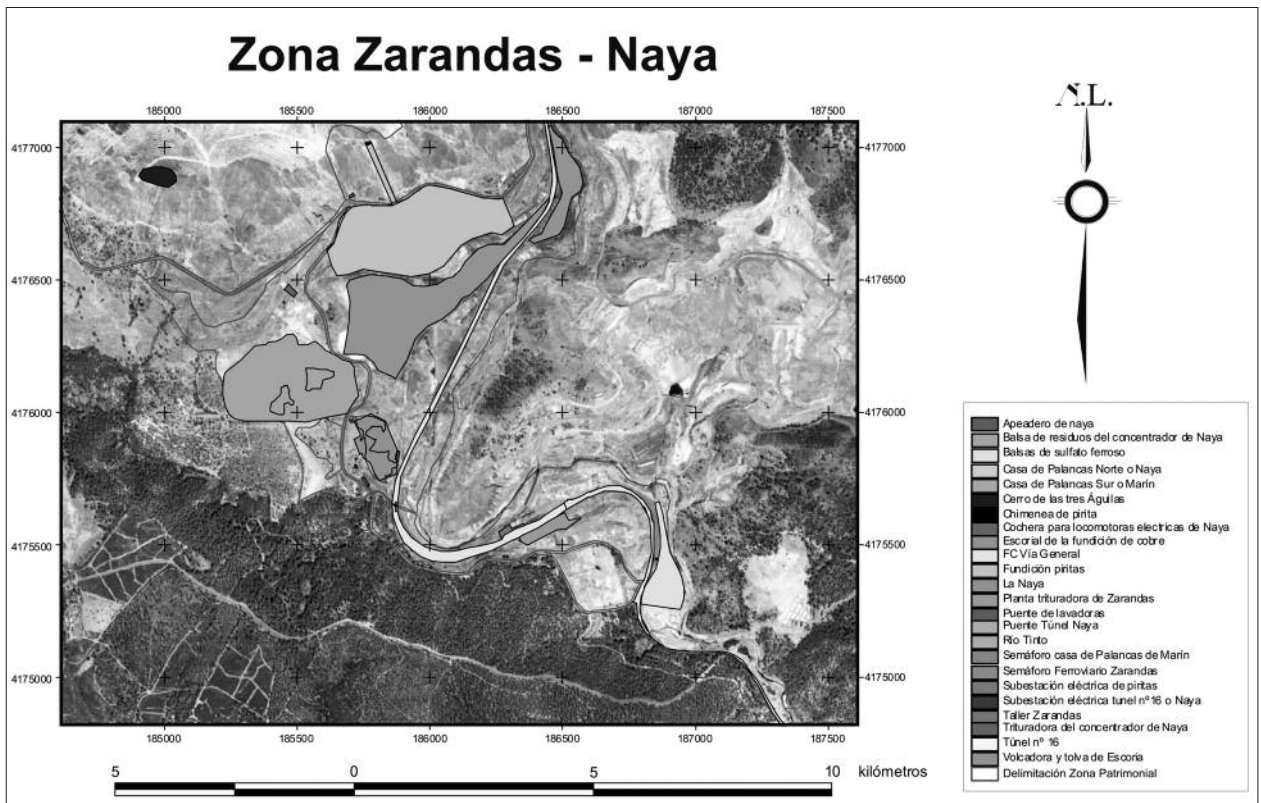 Zona Zarandas - Naya
N.L.
185000 185500 186000 186500 187000 187500
4177000 4177000
4176500 4176500
4176000 4176000
4175500 4175500
4175000 4175000
185000 185500 186000 186500 187000 187500
5 0 5 10 kilómetros
Apeadero de naya
Balsa de residuos del concentrador de Naya
Balsas de sulfato ferroso
Casa de Palancas Norte o Naya
Casa de Palancas Sur o Marín
Cerro de las tres Águilas
Chimenea de pirita
Cochera para locomotoras electricas de Naya
Escorial de la fundición de cobre
FC Vía General
Fundición piritas
La Naya
Planta trituradora de Zarandas
Puente de lavadoras
Puente Túnel Naya
Río Tinto
Semáforo casa de Palancas de Marín
Semáforo Ferroviario Zarandas
Subestación eléctrica de piritas
Subestación eléctrica tunel nº16 o Naya
Taller Zarandas
Trituradora del concentrador de Naya
Túnel nº 16
Volcadora y tolva de Escoria
Delimitación Zona Patrimonial